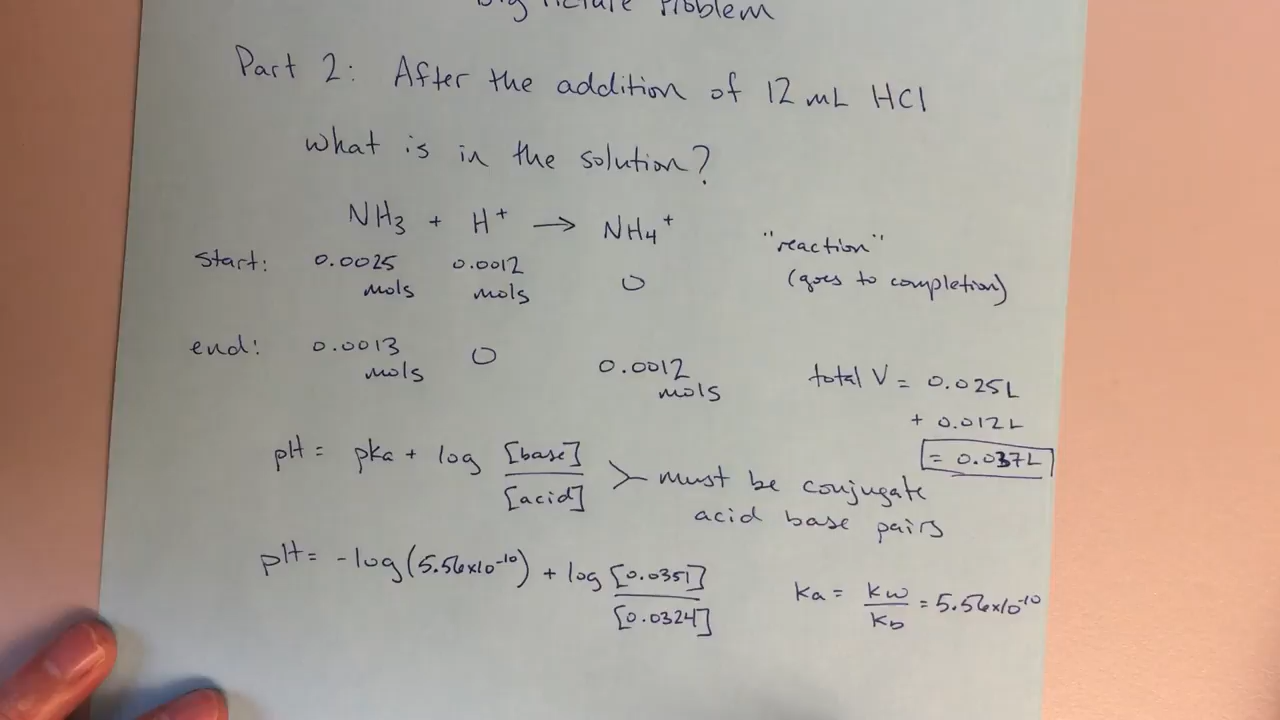 Big Picture Problem
Part 2: After the addition of 12 mL HCl
what is in the solution?
NH3 + H+ → NH4+
"reaction"
(goes to completion)
start: 0.0025 mols 0.0012 mols 0
end: 0.0013 mols 0 0.0012 mols
total V = 0.025L
+ 0.012L
= 0.037L
pH = pka + log [base]/[acid] > must be conjugate
acid base pairs
pH = -log(5.56x10-10) + log [0.0351]/[0.0324]
Ka = Kw/Kb = 5.56x10-10